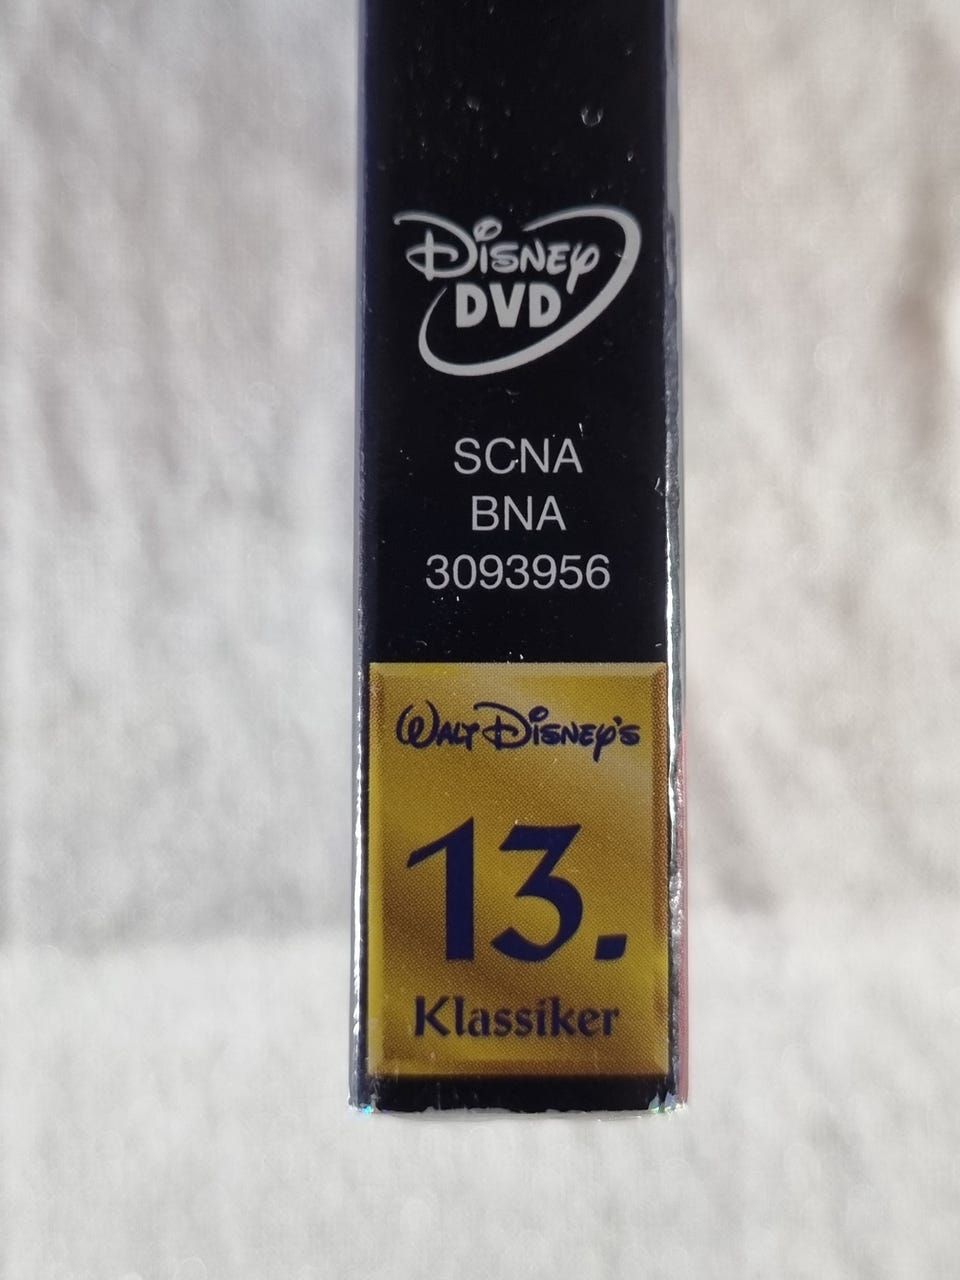 Disney
DVD
SCNA
BNA
3093956
Walt Disney's
13.
Klassiker